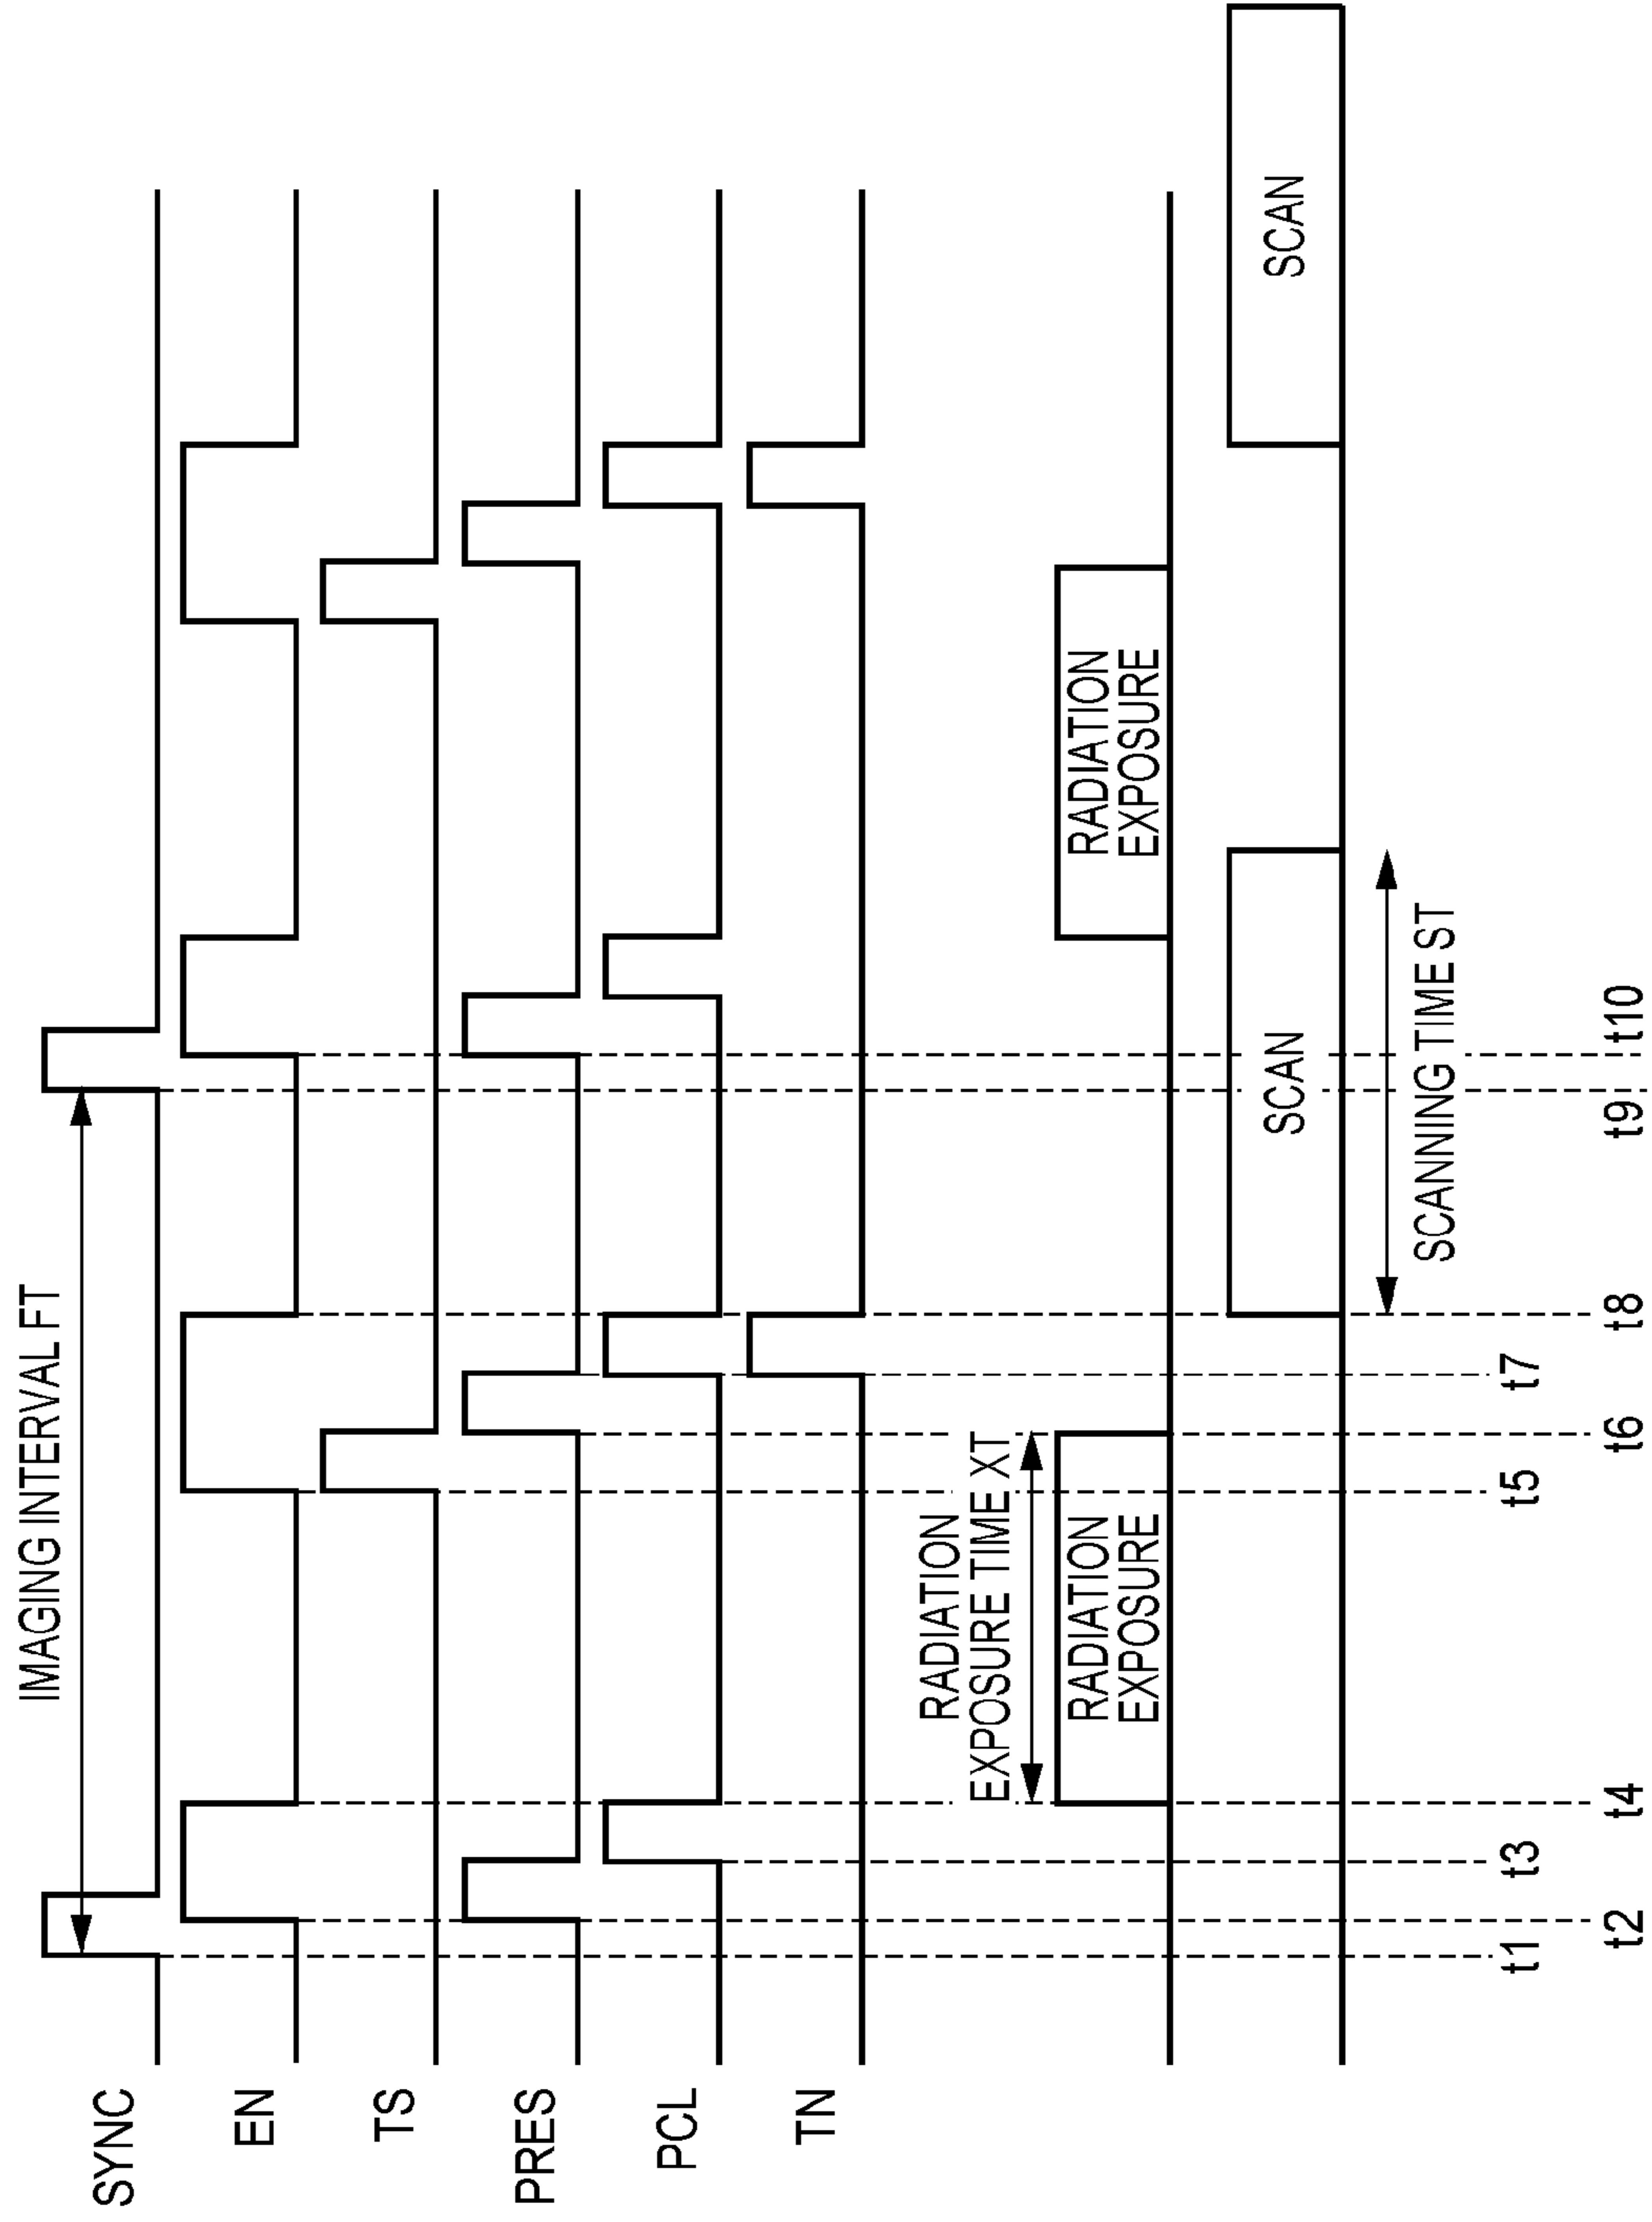 IMAGING INTERVAL FT
SYNC
EN
TS
PRES
PCL
TN
RADIATION
EXPOSURE TIME XT
RADIATION
EXPOSURE
RADIATION
EXPOSURE
SCAN
SCAN
SCANNING TIME ST
t1
t2
t3
t4
t5
t6
t7
t8
t9
t10